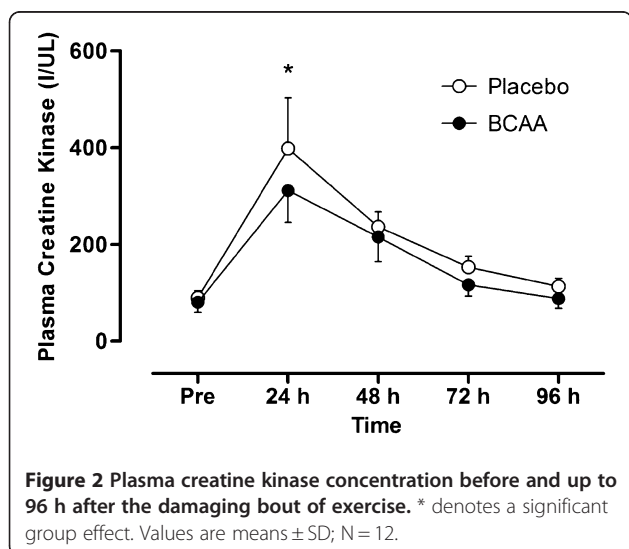 600
*
Placebo
BCAA
400
200
0
Plasma Creatine Kinase (I/UL)
Pre 24 h 48 h 72 h 96 h
Time
Figure 2 Plasma creatine kinase concentration before and up to
96 h after the damaging bout of exercise. * denotes a significant
group effect. Values are means ± SD; N = 12.